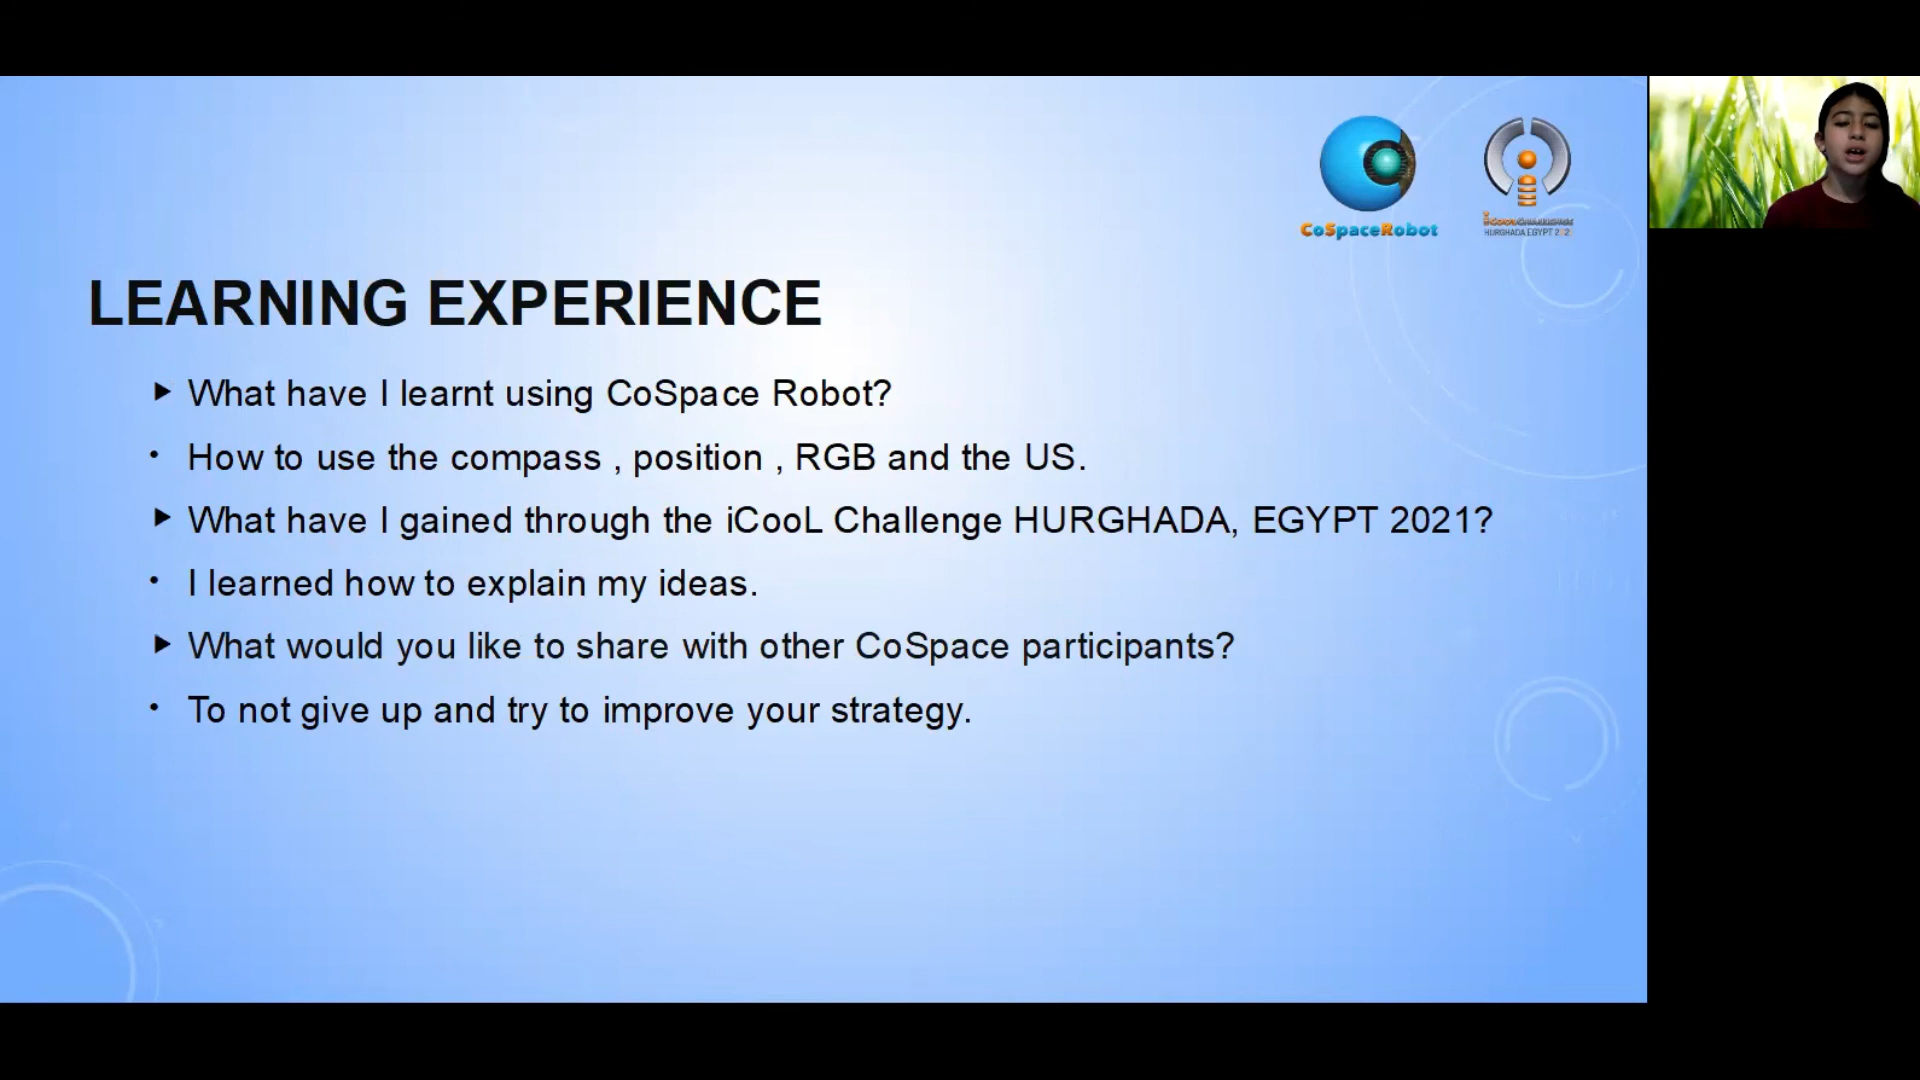 CoSpaceRobot
HURGHADA EGYPT 2
LEARNING EXPERIENCE
What have I learnt using CoSpace Robot?
How to use the compass , position , RGB and the US.
What have I gained through the iCooL Challenge HURGHADA, EGYPT 2021?
I learned how to explain my ideas.
What would you like to share with other CoSpace participants?
To not give up and try to improve your strategy.